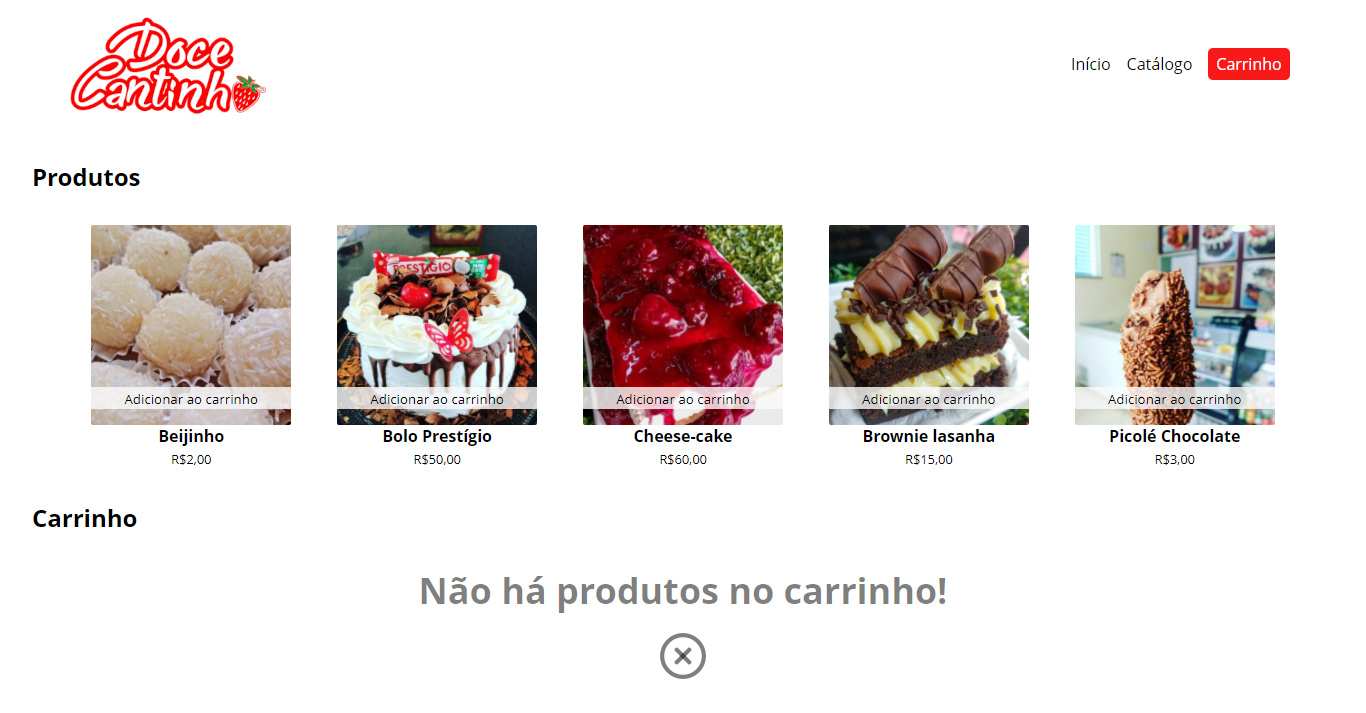 Doce
Cantinho
Início Catálogo Carrinho
Produtos
PRESTÍGIO
Adicionar ao carrinho Adicionar ao carrinho Adicionar ao carrinho Adicionar ao carrinho Adicionar ao carrinho
Beijinho Bolo Prestígio Cheese-cake Brownie lasanha Picolé Chocolate
R$2,00 R$50,00 R$60,00 R$15,00 R$3,00
Carrinho
Não há produtos no carrinho!